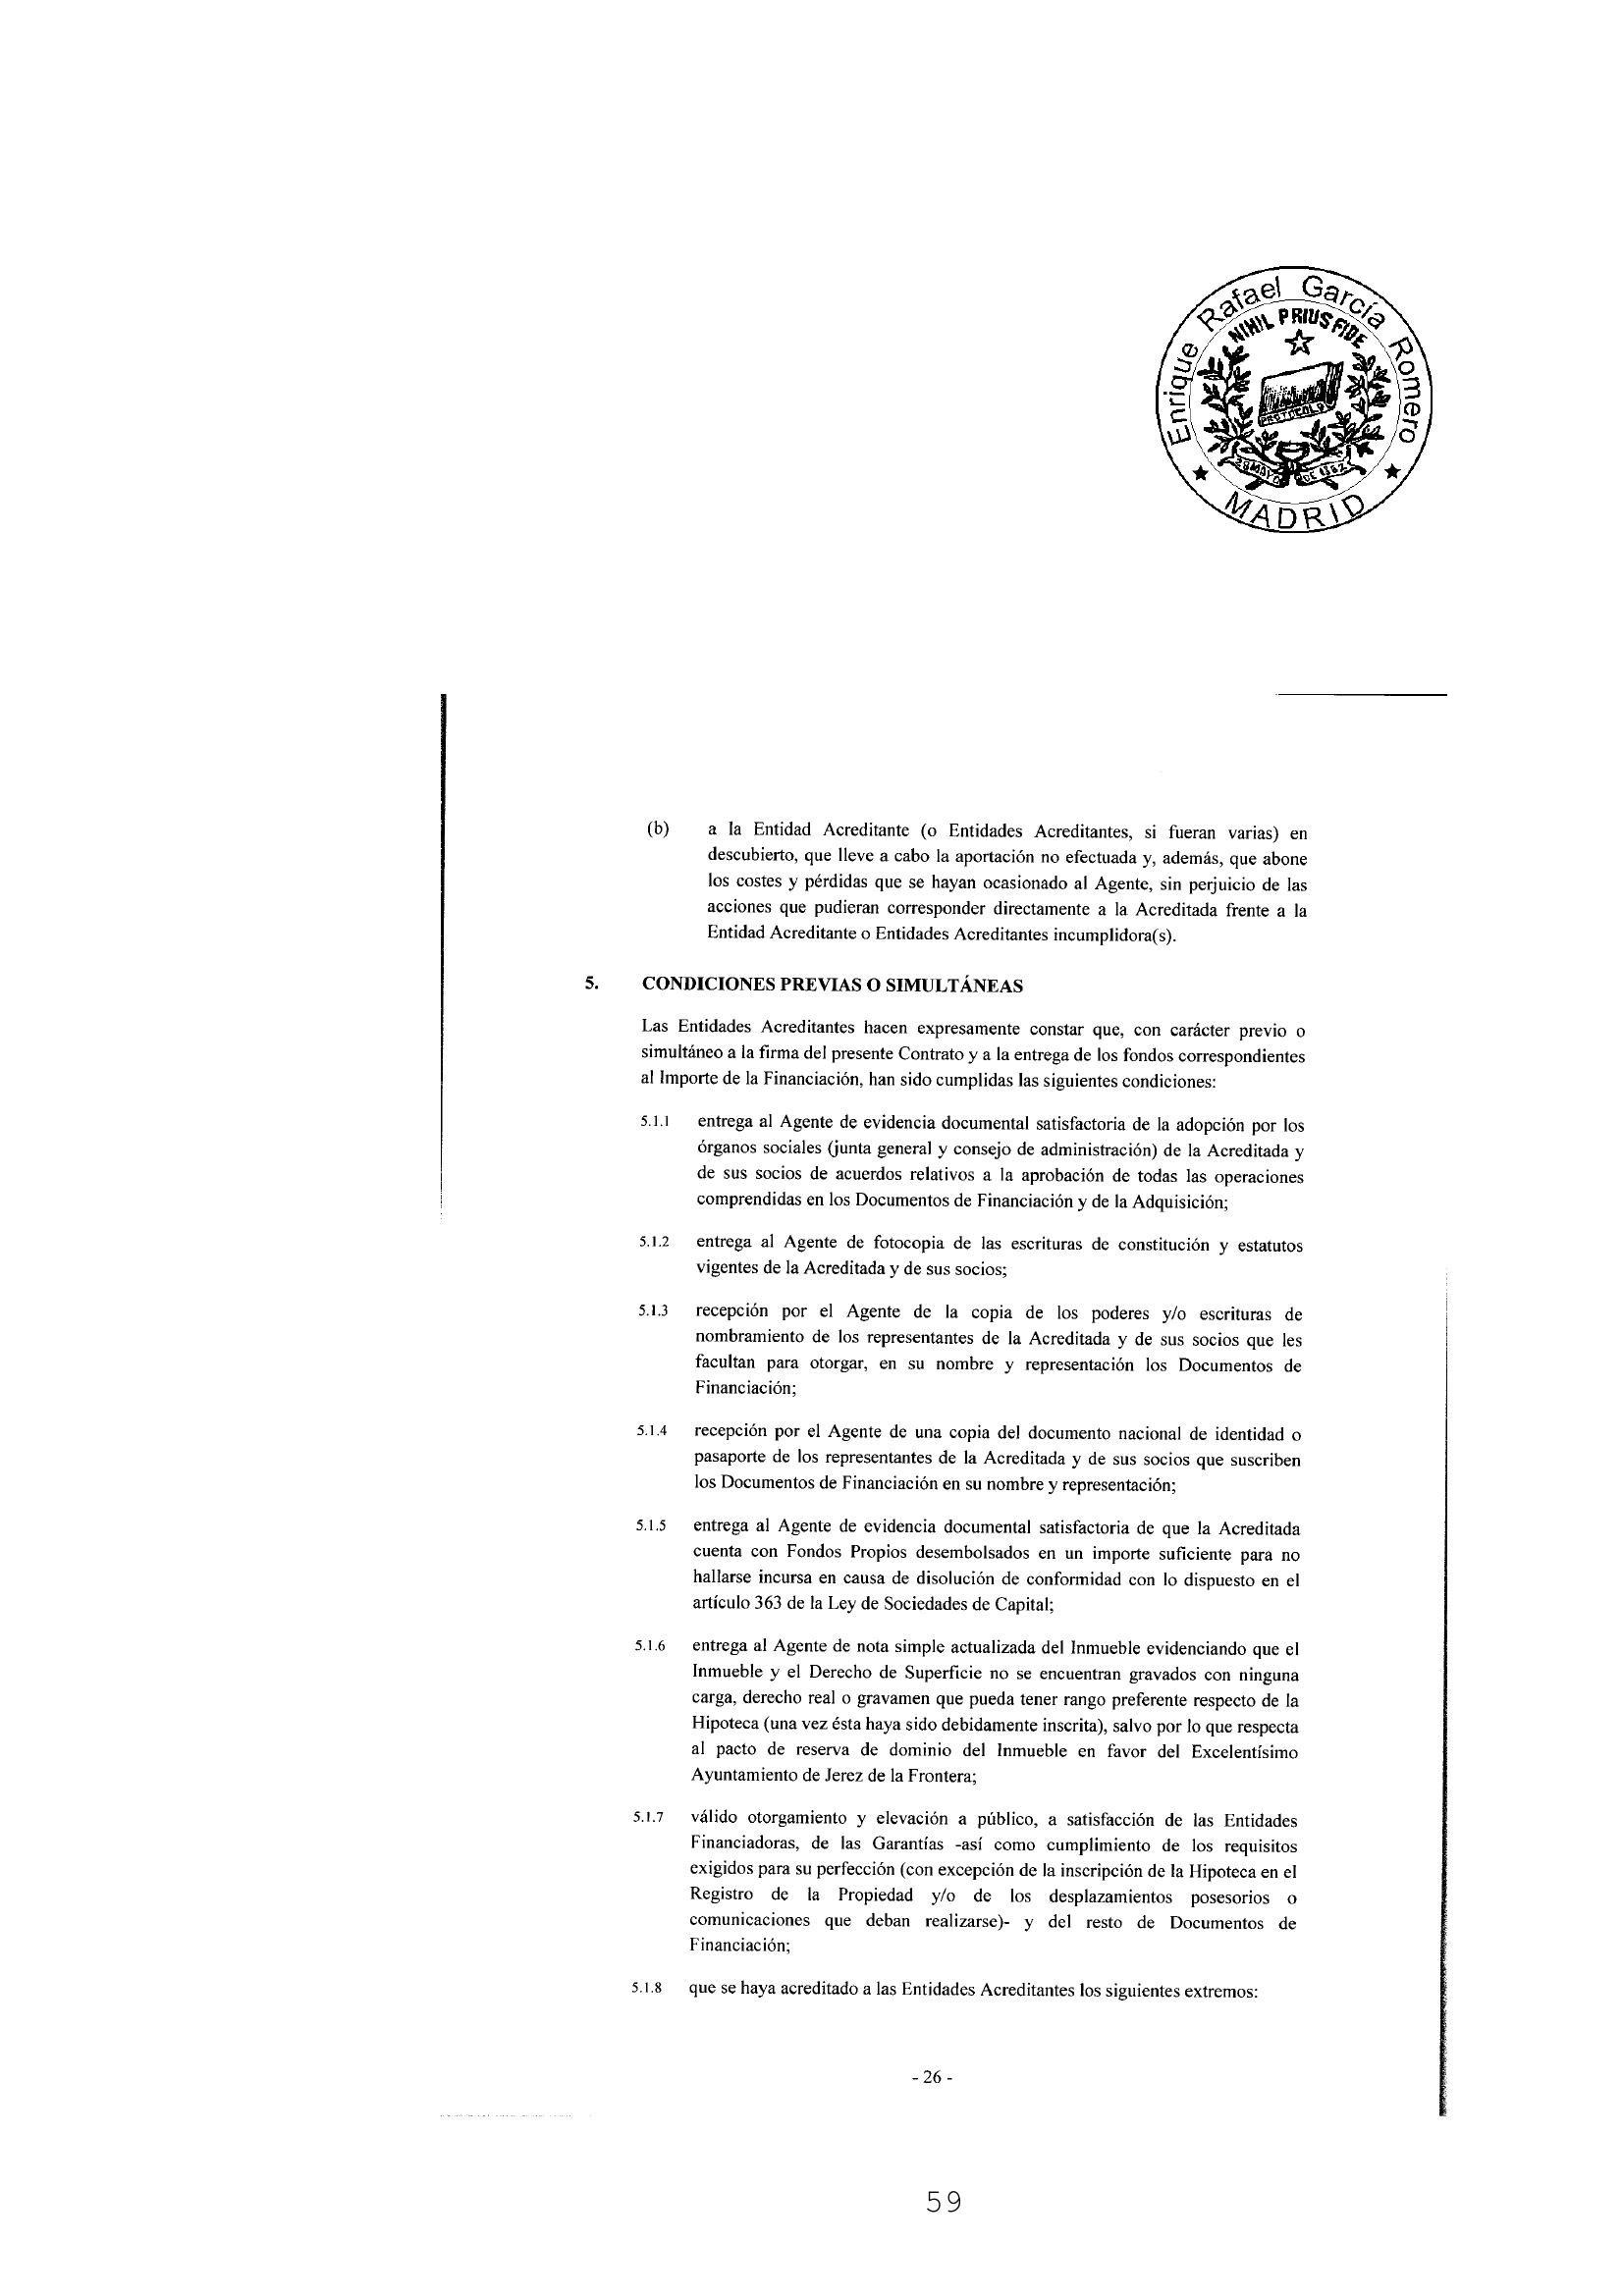 Enrique Rafael García Romero
NIHIL PRIUS FIDE
PROTOCOLO
28 MAYO DE 1862
★ MADRID ★
(b) a la Entidad Acreditante (o Entidades Acreditantes, si fueran varias) en
descubierto, que lleve a cabo la aportación no efectuada y, además, que abone
los costes y pérdidas que se hayan ocasionado al Agente, sin perjuicio de las
acciones que pudieran corresponder directamente a la Acreditada frente a la
Entidad Acreditante o Entidades Acreditantes incumplidora(s).
5. CONDICIONES PREVIAS O SIMULTÁNEAS
Las Entidades Acreditantes hacen expresamente constar que, con carácter previo o
simultáneo a la firma del presente Contrato y a la entrega de los fondos correspondientes
al Importe de la Financiación, han sido cumplidas las siguientes condiciones:
5.1.1 entrega al Agente de evidencia documental satisfactoria de la adopción por los
órganos sociales (junta general y consejo de administración) de la Acreditada y
de sus socios de acuerdos relativos a la aprobación de todas las operaciones
comprendidas en los Documentos de Financiación y de la Adquisición;
5.1.2 entrega al Agente de fotocopia de las escrituras de constitución y estatutos
vigentes de la Acreditada y de sus socios;
5.1.3 recepción por el Agente de la copia de los poderes y/o escrituras de
nombramiento de los representantes de la Acreditada y de sus socios que les
facultan para otorgar, en su nombre y representación los Documentos de
Financiación;
5.1.4 recepción por el Agente de una copia del documento nacional de identidad o
pasaporte de los representantes de la Acreditada y de sus socios que suscriben
los Documentos de Financiación en su nombre y representación;
5.1.5 entrega al Agente de evidencia documental satisfactoria de que la Acreditada
cuenta con Fondos Propios desembolsados en un importe suficiente para no
hallarse incursa en causa de disolución de conformidad con lo dispuesto en el
artículo 363 de la Ley de Sociedades de Capital;
5.1.6 entrega al Agente de nota simple actualizada del Inmueble evidenciando que el
Inmueble y el Derecho de Superficie no se encuentran gravados con ninguna
carga, derecho real o gravamen que pueda tener rango preferente respecto de la
Hipoteca (una vez ésta haya sido debidamente inscrita), salvo por lo que respecta
al pacto de reserva de dominio del Inmueble en favor del Excelentísimo
Ayuntamiento de Jerez de la Frontera;
5.1.7 válido otorgamiento y elevación a público, a satisfacción de las Entidades
Financiadoras, de las Garantías -así como cumplimiento de los requisitos
exigidos para su perfección (con excepción de la inscripción de la Hipoteca en el
Registro de la Propiedad y/o de los desplazamientos posesorios o
comunicaciones que deban realizarse)- y del resto de Documentos de
Financiación;
5.1.8 que se haya acreditado a las Entidades Acreditantes los siguientes extremos:
- 26 -
59